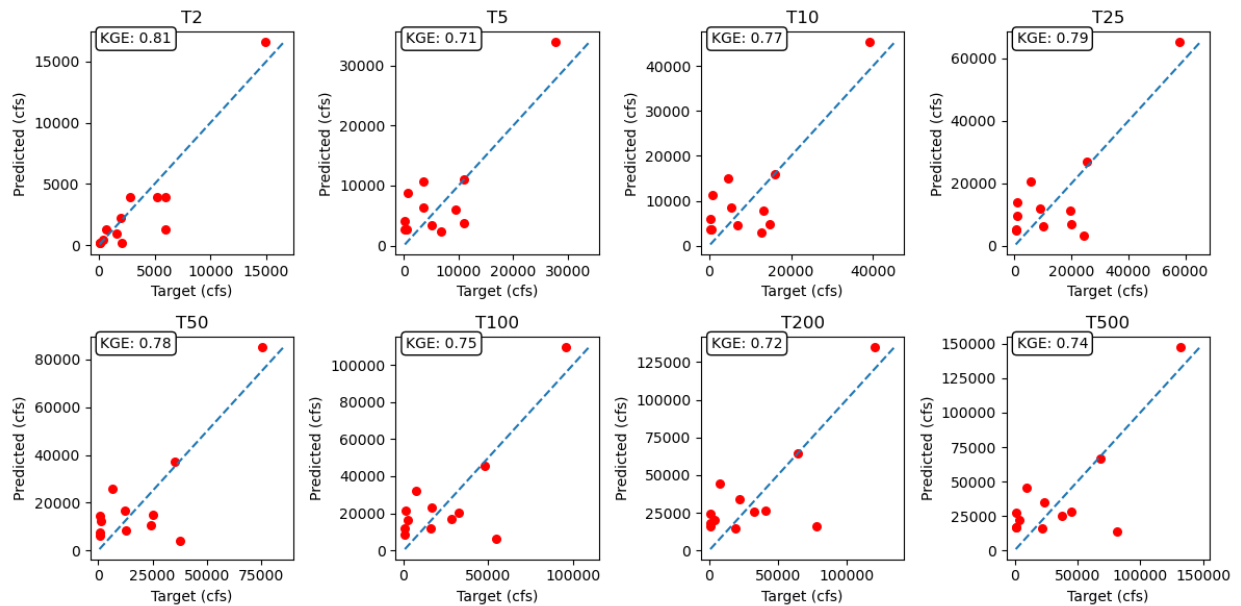 T2
KGE: 0.81
15000
10000
5000
0
Predicted (cfs)
0 5000 10000 15000
Target (cfs)
T5
KGE: 0.71
30000
20000
10000
0
Predicted (cfs)
0 10000 20000 30000
Target (cfs)
T10
KGE: 0.77
40000
30000
20000
10000
0
Predicted (cfs)
0 20000 40000
Target (cfs)
T25
KGE: 0.79
60000
40000
20000
0
Predicted (cfs)
0 20000 40000 60000
Target (cfs)
T50
KGE: 0.78
80000
60000
40000
20000
0
Predicted (cfs)
0 25000 50000 75000
Target (cfs)
T100
KGE: 0.75
100000
80000
60000
40000
20000
0
Predicted (cfs)
0 50000 100000
Target (cfs)
T200
KGE: 0.72
125000
100000
75000
50000
25000
0
Predicted (cfs)
0 50000 100000
Target (cfs)
T500
KGE: 0.74
150000
125000
100000
75000
50000
25000
0
Predicted (cfs)
0 50000 100000 150000
Target (cfs)